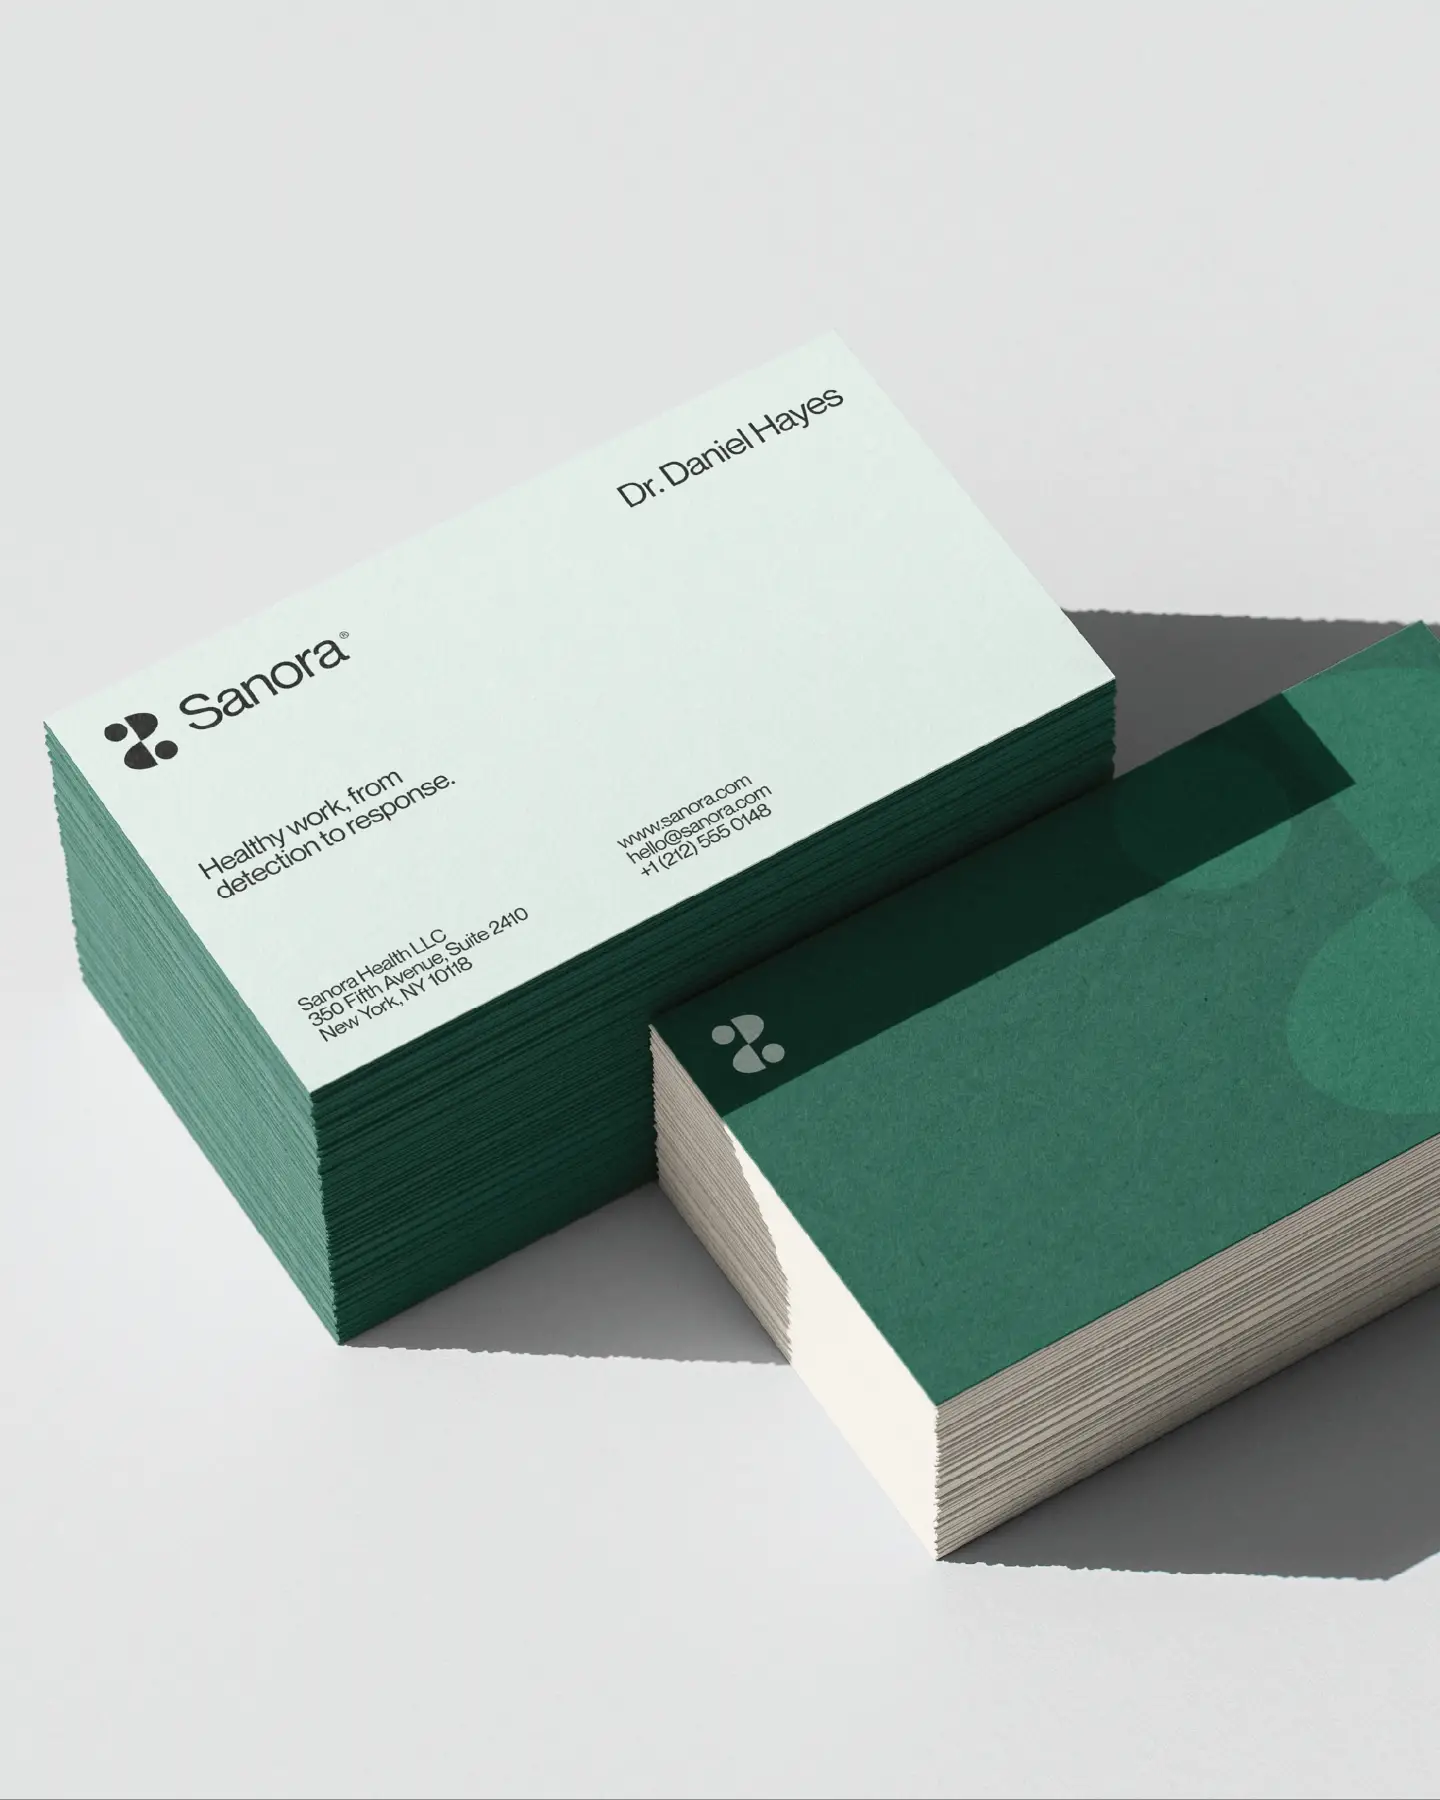 Dr. Daniel Hayes
Sanora®
Healthy work, from
detection to response.
www.sanora.com
hello@sanora.com
+1 (212) 555 0148
Sanora Health LLC
350 Fifth Avenue, Suite 2410
New York, NY 10118